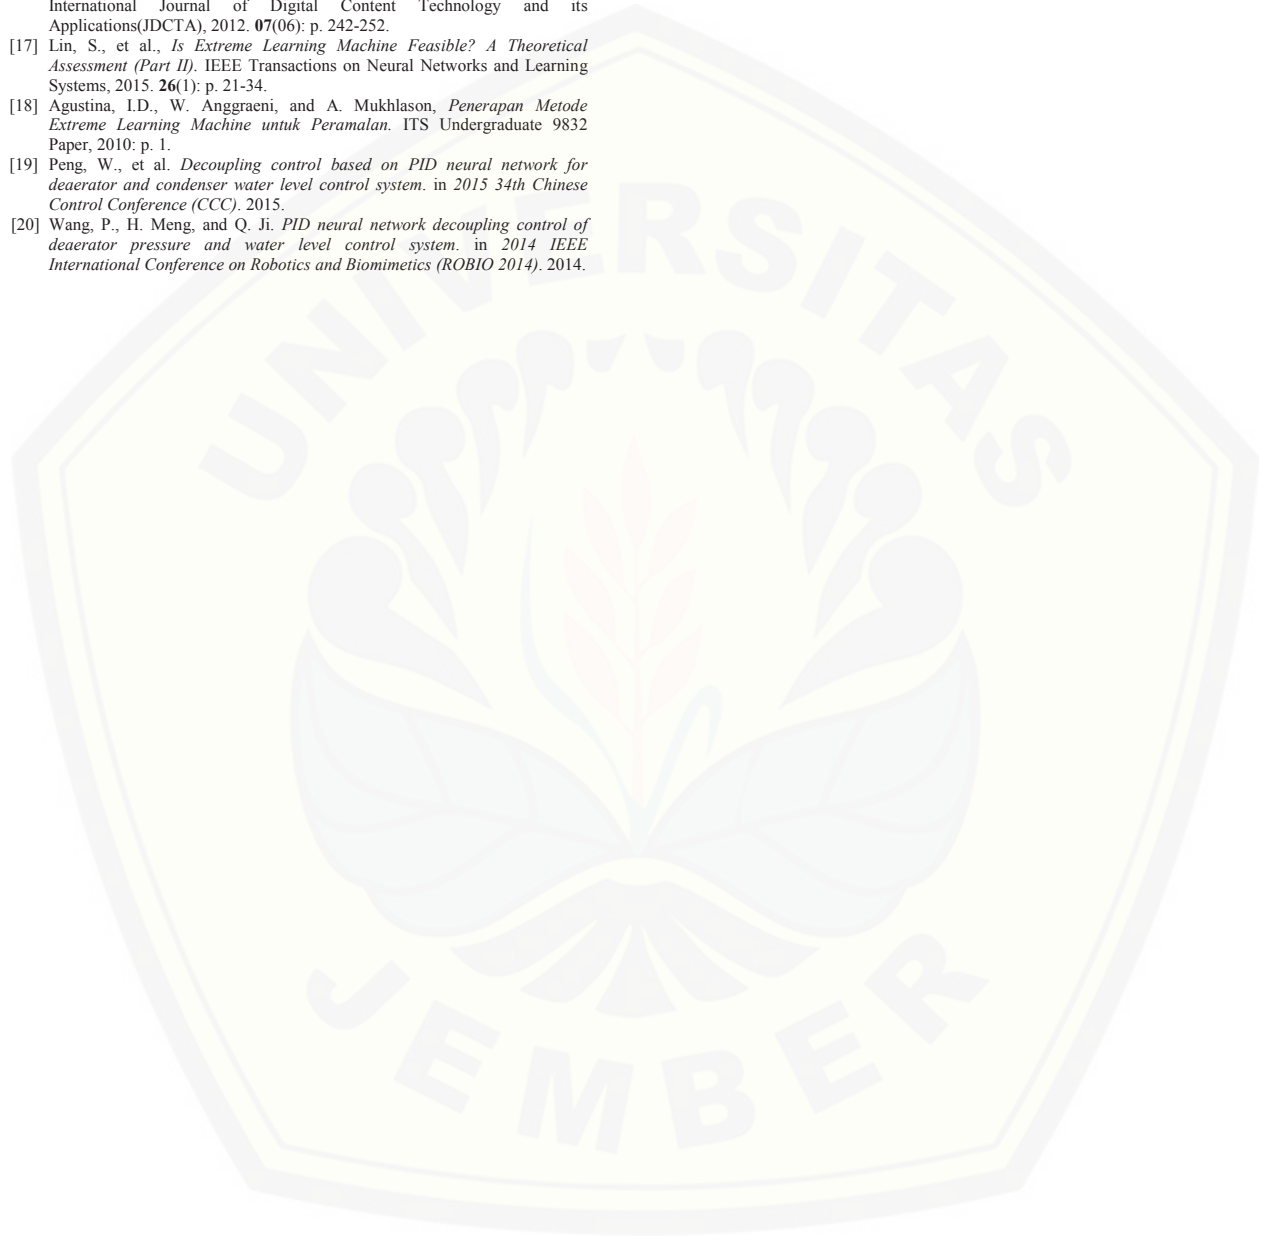 International Journal of Digital Content Technology and its
Applications(JDCTA), 2012. 07(06): p. 242-252.
[17] Lin, S., et al., Is Extreme Learning Machine Feasible? A Theoretical
Assessment (Part II). IEEE Transactions on Neural Networks and Learning
Systems, 2015. 26(1): p. 21-34.
[18] Agustina, I.D., W. Anggraeni, and A. Mukhlason, Penerapan Metode
Extreme Learning Machine untuk Peramalan. ITS Undergraduate 9832
Paper, 2010: p. 1.
[19] Peng, W., et al. Decoupling control based on PID neural network for
deaerator and condenser water level control system. in 2015 34th Chinese
Control Conference (CCC). 2015.
[20] Wang, P., H. Meng, and Q. Ji. PID neural network decoupling control of
deaerator pressure and water level control system. in 2014 IEEE
International Conference on Robotics and Biomimetics (ROBIO 2014). 2014.
UNIVERSITAS
JEMBER